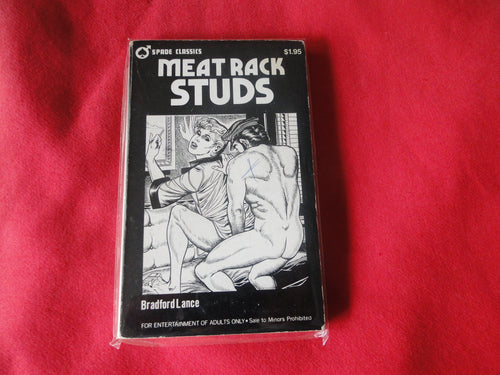 SPADE CLASSICS
$1.95
MEAT RACK
STUDS
Bradford Lance
FOR ENTERTAINMENT OF ADULTS ONLY • Sale to Minors Prohibited